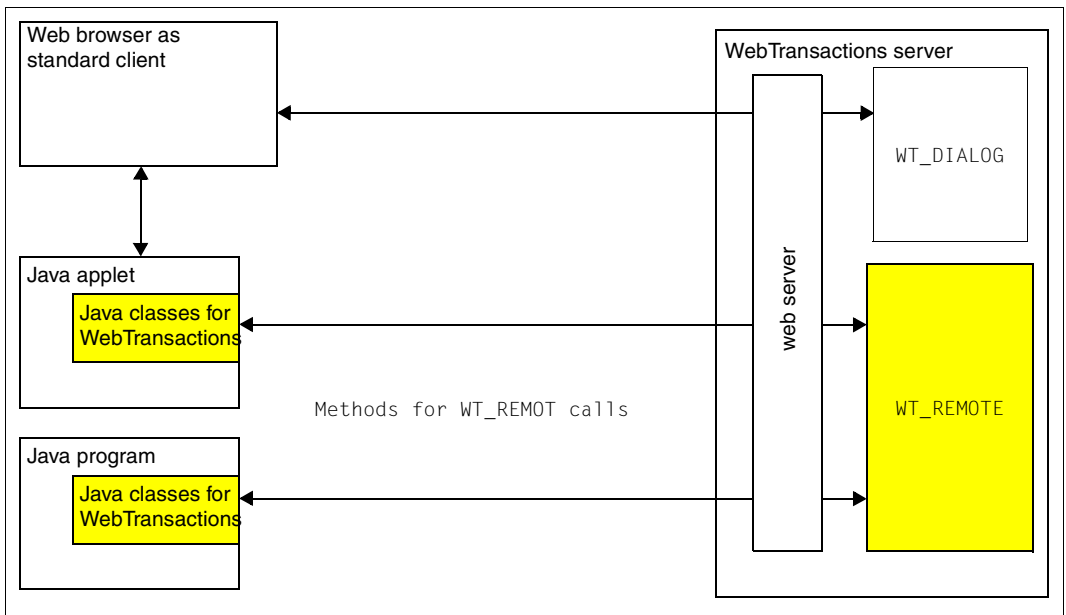 Web browser as
standard client
WebTransactions server
WT_DIALOG
web server
Java applet
Java classes for
WebTransactions
Methods for WT_REMOT calls
WT_REMOTE
Java program
Java classes for
WebTransactions